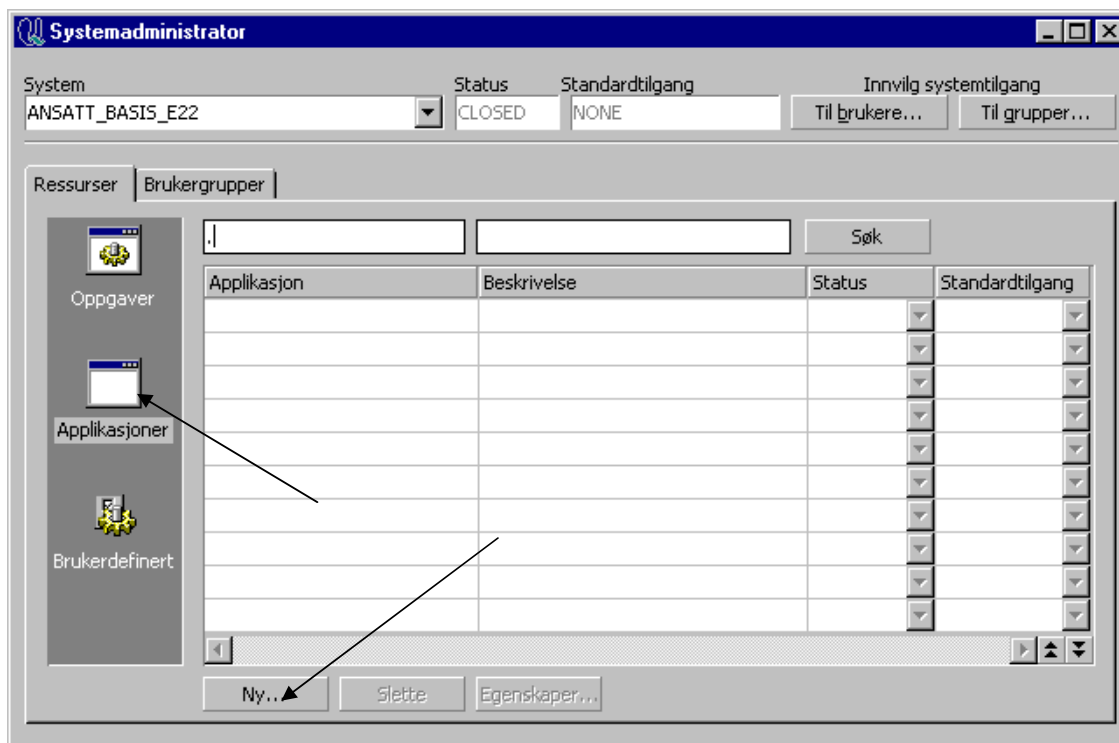 Systemadministrator
System Status Standardtilgang Innvilg systemtilgang
ANSATT_BASIS_E22 CLOSED NONE Til brukere... Til grupper...
Ressurser Brukergrupper
. Søk
Applikasjon Beskrivelse Status Standardtilgang
Oppgaver
Applikasjoner
Brukerdefinert
Ny... Slette Egenskaper...